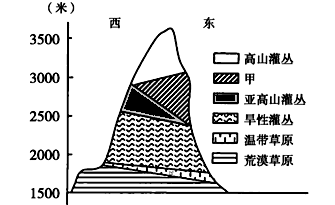 (米)
西 东
3500
3000
2500
2000
1500
高山灌丛
甲
亚高山灌丛
旱性灌丛
温带草原
荒漠草原